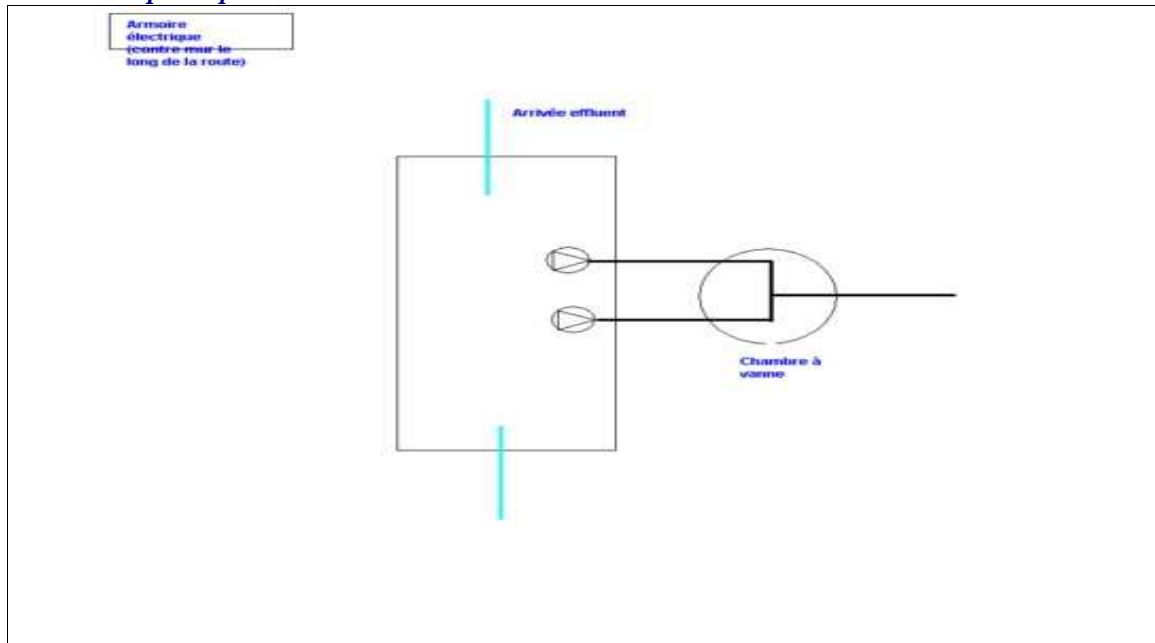 Armoire
électrique
(contre mur le
long de la route)
Arrivée effluent
Chambre à
vanne